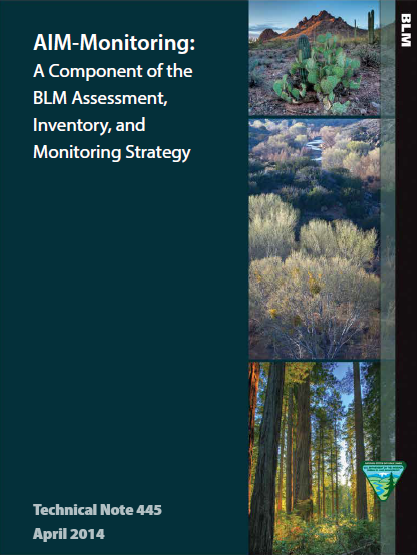 AIM-Monitoring:
A Component of the
BLM Assessment,
Inventory, and
Monitoring Strategy
BLM
Technical Note 445
April 2014